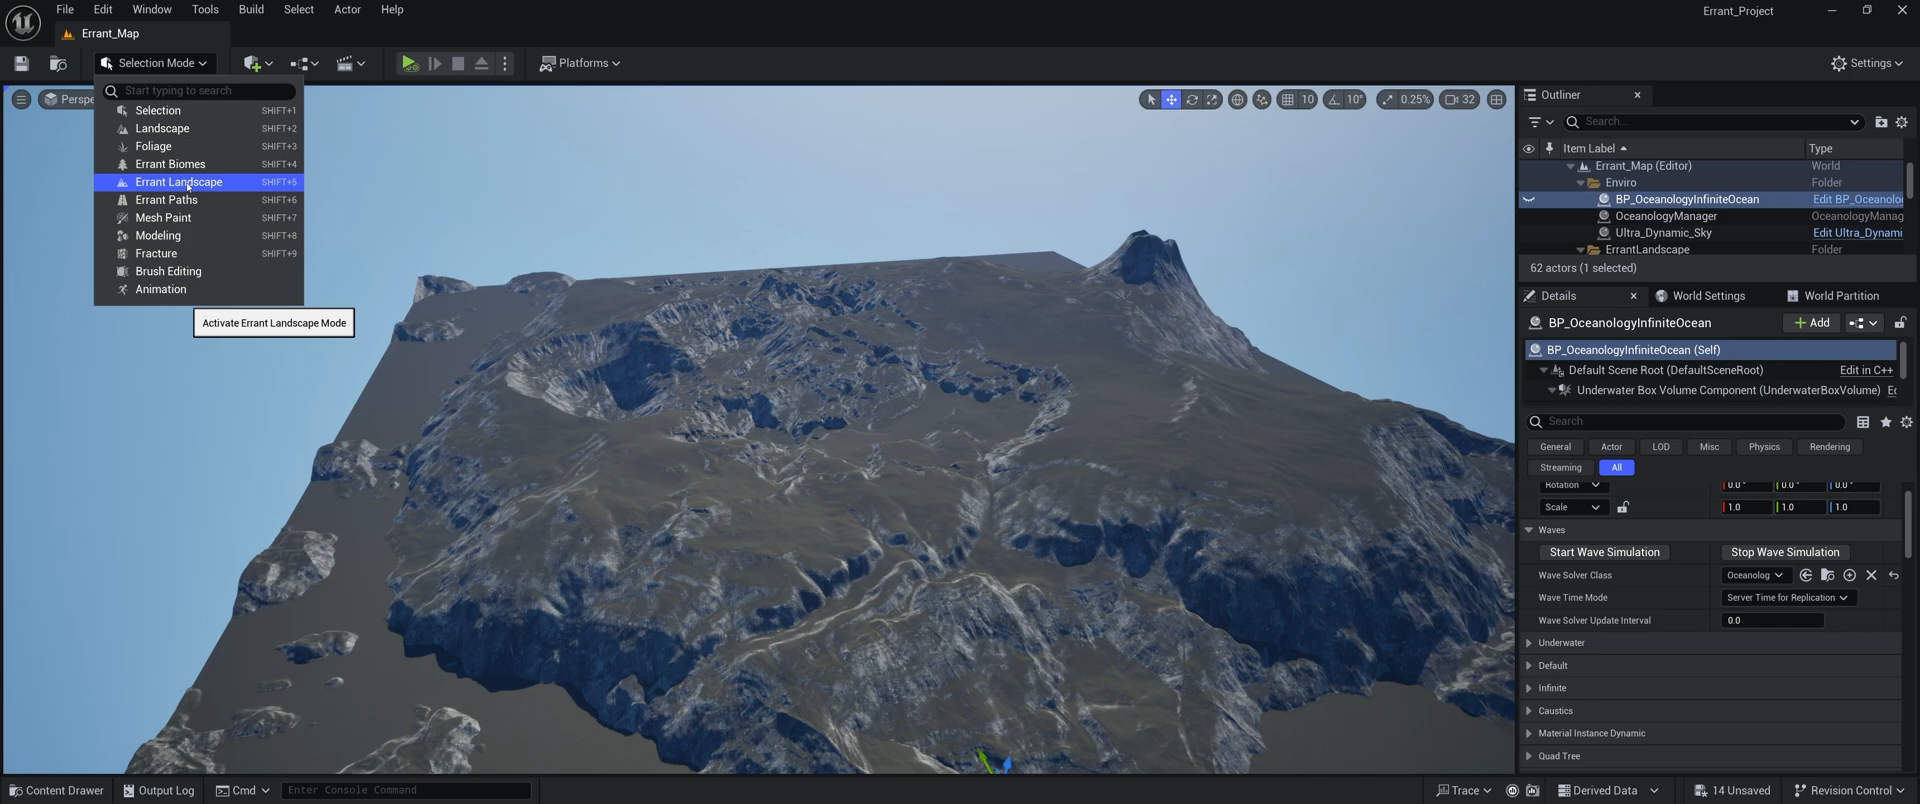 File Edit Window Tools Build Select Actor Help
Errant_Project
Errant_Map
Selection Mode
Platforms
Settings
Start typing to search
Selection SHIFT+1
Landscape SHIFT+2
Foliage SHIFT+3
Errant Biomes SHIFT+4
Errant Landscape SHIFT+5
Errant Paths SHIFT+6
Mesh Paint SHIFT+7
Modeling SHIFT+8
Fracture SHIFT+9
Brush Editing
Animation
Activate Errant Landscape Mode
Perspe
10 10° 0.25% 32
Outliner
Search...
Item Label Type
Errant_Map (Editor) World
Enviro Folder
BP_OceanologyInfiniteOcean Edit BP_Oceanolo
OceanologyManager OceanologyManag
Ultra_Dynamic_Sky Edit Ultra_Dynami
ErrantLandscape Folder
62 actors (1 selected)
Details World Settings World Partition
BP_OceanologyInfiniteOcean Add
BP_OceanologyInfiniteOcean (Self)
Default Scene Root (DefaultSceneRoot) Edit in C++
Underwater Box Volume Component (UnderwaterBoxVolume) Ec
Search
General Actor LOD Misc Physics Rendering
Streaming All
Rotation 0.0° 0.0° 0.0°
Scale 1.0 1.0 1.0
Waves
Start Wave Simulation Stop Wave Simulation
Wave Solver Class Oceanolog
Wave Time Mode Server Time for Replication
Wave Solver Update Interval 0.0
Underwater
Default
Infinite
Caustics
Material Instance Dynamic
Quad Tree
Content Drawer Output Log Cmd Enter Console Command Trace Derived Data 14 Unsaved Revision Control